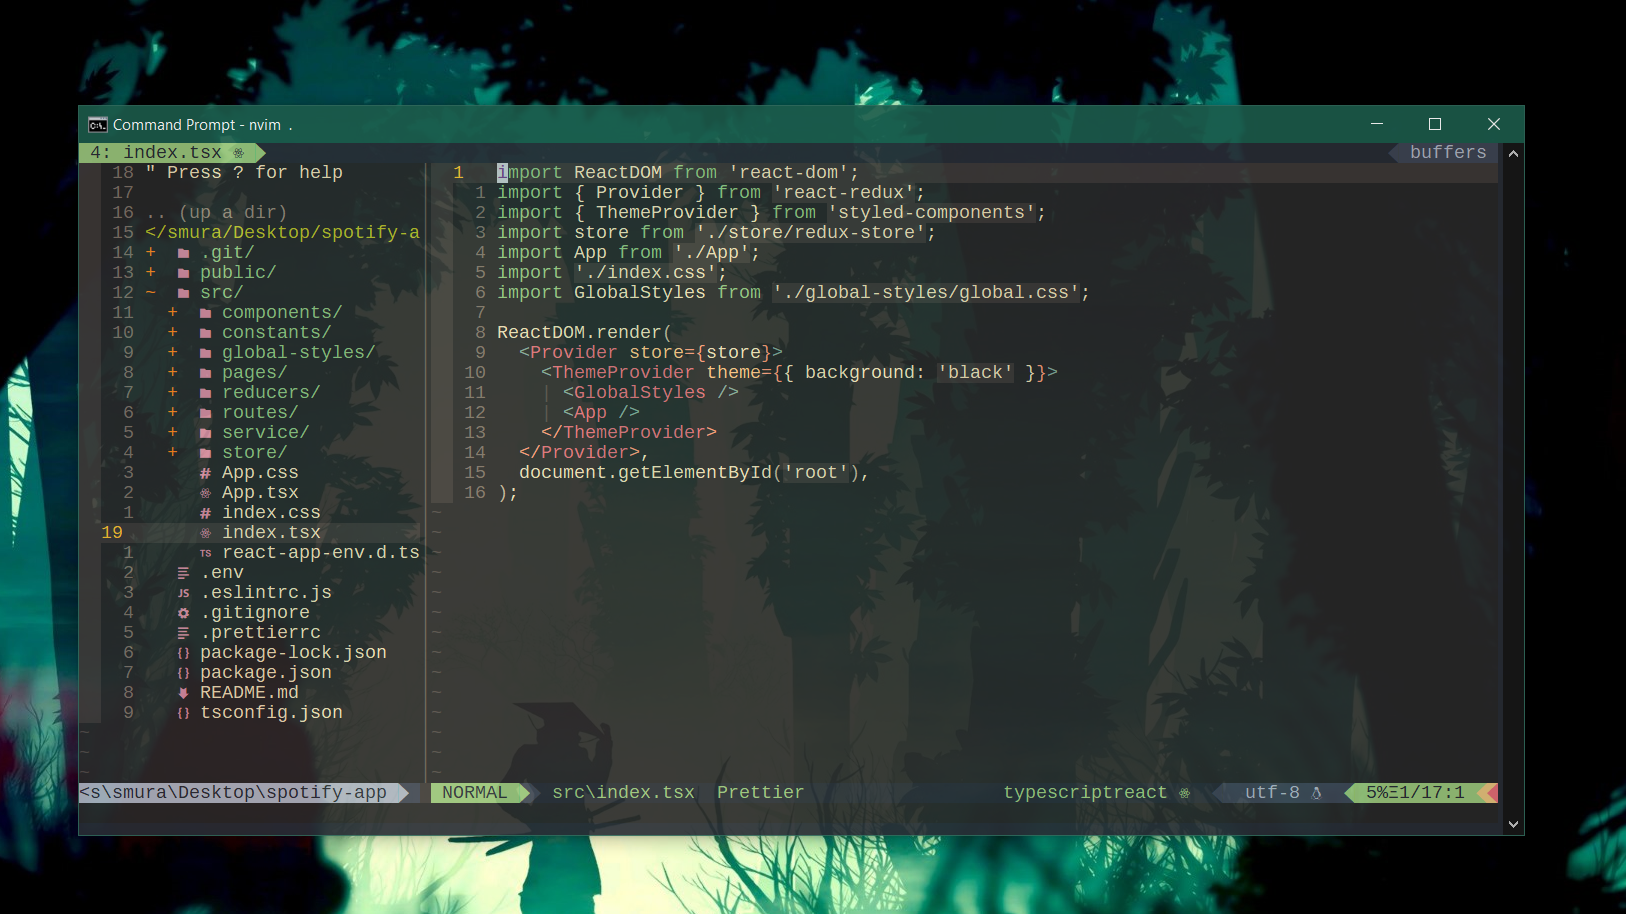 Command Prompt - nvim .
4: index.tsx
buffers
18 " Press ? for help
17
16 .. (up a dir)
15 </smura/Desktop/spotify-a
14 + .git/
13 + public/
12 ~ src/
11 + components/
10 + constants/
9 + global-styles/
8 + pages/
7 + reducers/
6 + routes/
5 + service/
4 + store/
3 # App.css
2 App.tsx
1 # index.css
19 index.tsx
1 TS react-app-env.d.ts
2 .env
3 JS .eslintrc.js
4 .gitignore
5 .prettierrc
6 {} package-lock.json
7 {} package.json
8 README.md
9 {} tsconfig.json
~
~
~
<s\smura\Desktop\spotify-app
1 import ReactDOM from 'react-dom';
1 import { Provider } from 'react-redux';
2 import { ThemeProvider } from 'styled-components';
3 import store from './store/redux-store';
4 import App from './App';
5 import './index.css';
6 import GlobalStyles from './global-styles/global.css';
7
8 ReactDOM.render(
9   <Provider store={store}>
10     <ThemeProvider theme={{ background: 'black' }}>
11     | <GlobalStyles />
12     | <App />
13     </ThemeProvider>
14   </Provider>,
15   document.getElementById('root'),
16 );
~
~
~
~
~
~
~
~
~
~
~
~
~
~
NORMAL src\index.tsx Prettier typescriptreact utf-8 5%Ξ1/17:1